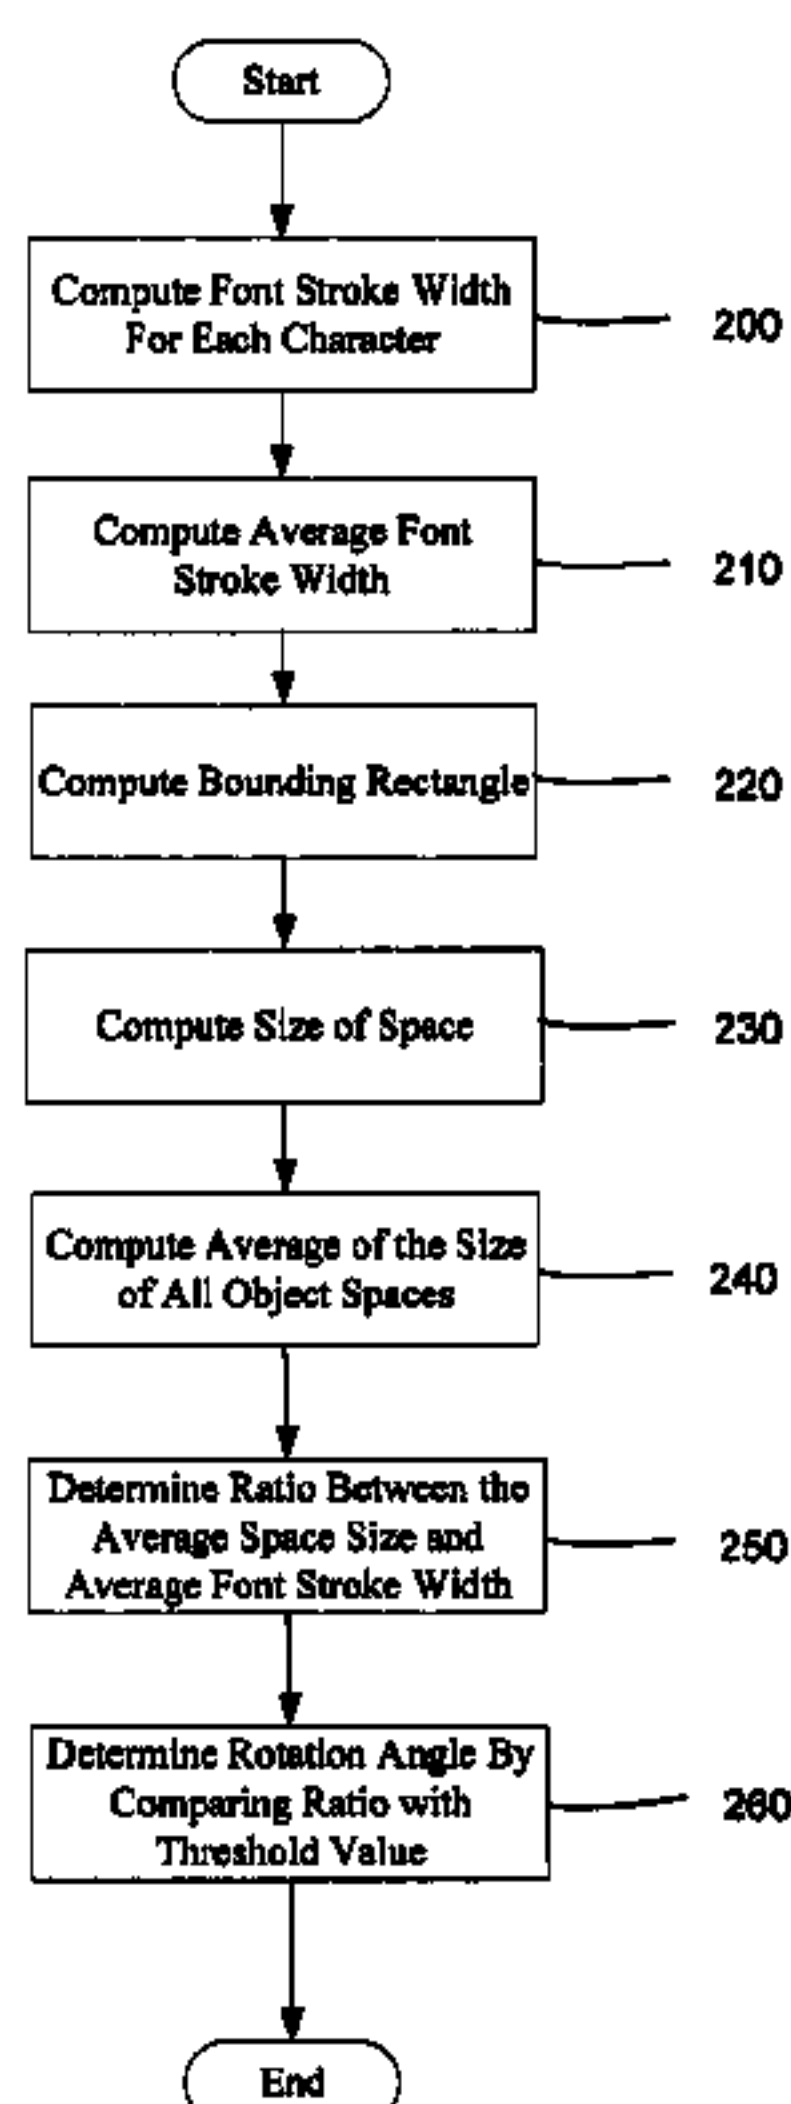 Start
Compute Font Stroke Width
For Each Character
200
Compute Average Font
Stroke Width
210
Compute Bounding Rectangle
220
Compute Size of Space
230
Compute Average of the Size
of All Object Spaces
240
Determine Ratio Between the
Average Space Size and
Average Font Stroke Width
250
Determine Rotation Angle By
Comparing Ratio with
Threshold Value
260
End